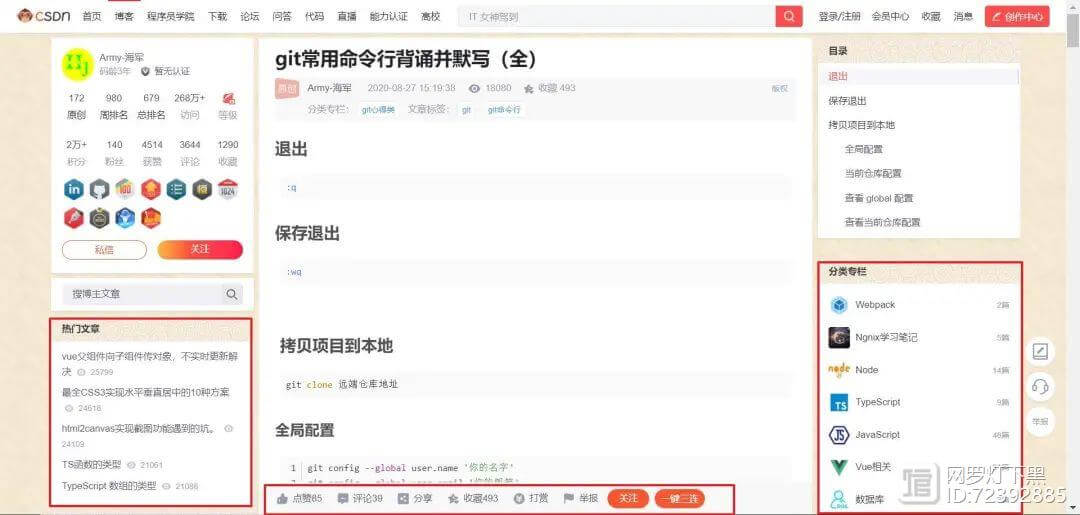 CSDN 首页 博客 程序员学院 下载 论坛 问答 代码 直播 能力认证 高校 IT 女神驾到 登录/注册 会员中心 收藏 消息 创作中心
Army-海军
码龄3年 暂无认证
172 980 679 268万+
原创 周排名 总排名 访问 等级
2万+ 140 4514 3644 1290
积分 粉丝 获赞 评论 收藏
私信 关注
搜博主文章
热门文章
vue父组件向子组件传对象，不实时更新解
决 25799
最全CSS3实现水平垂直居中的10种方案
24618
html2canvas实现截图功能遇到的坑。
24109
TS函数的类型 21061
TypeScript 数组的类型 21086
git常用命令行背诵并默写（全）
原创 Army-海军 2020-08-27 15:19:38 18080 收藏 493 版权
分类专栏： git心得类 文章标签： git git命令行
退出
:q
保存退出
:wq
拷贝项目到本地
git clone 远端仓库地址
全局配置
1 git config --global user.name '你的名字'
点赞85 评论39 分享 收藏493 打赏 举报 关注 一键三连
目录
退出
保存退出
拷贝项目到本地
全局配置
当前仓库配置
查看 global 配置
查看当前仓库配置
分类专栏
Webpack 2篇
Ngnix学习笔记 5篇
Node 14篇
TypeScript 9篇
JavaScript 46篇
Vue相关
数据库
举报
网罗灯下黑
ID:72392885